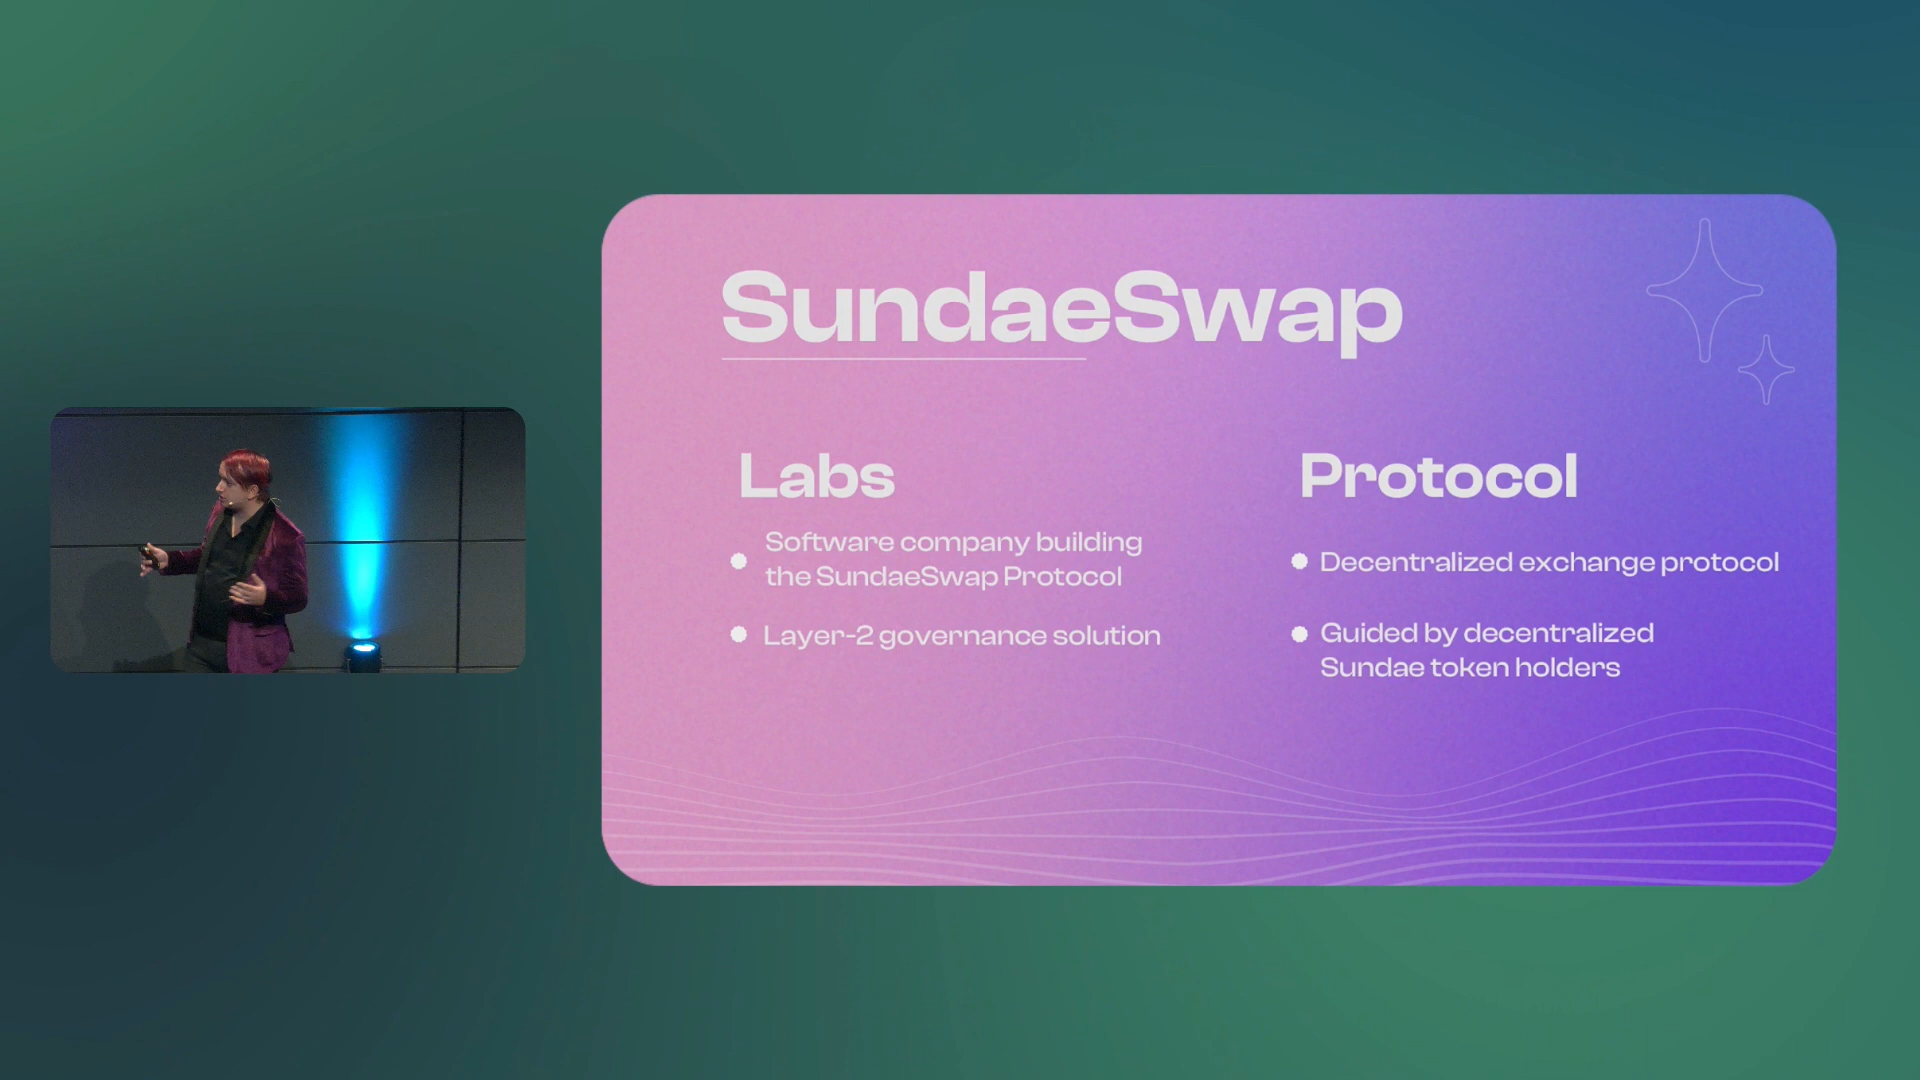 SundaeSwap
Labs
Software company building
the SundaeSwap Protocol
Layer-2 governance solution
Protocol
Decentralized exchange protocol
Guided by decentralized
Sundae token holders